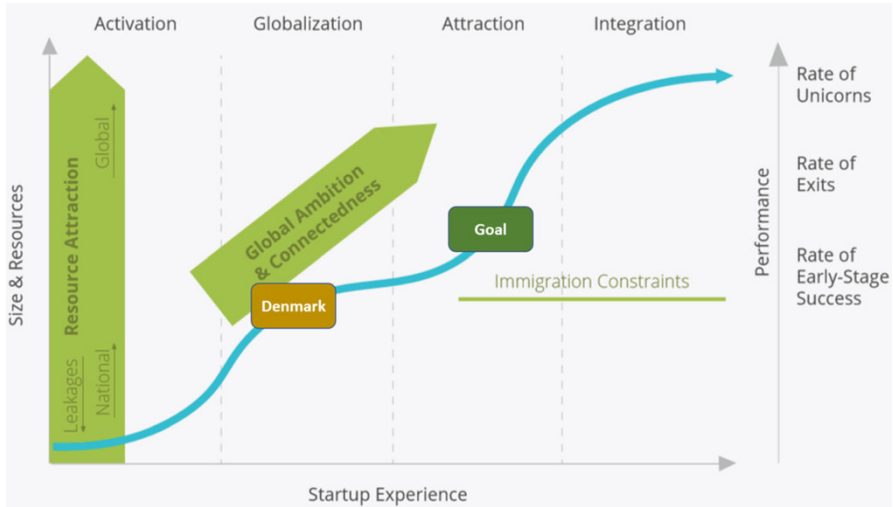 Activation
Globalization
Attraction
Integration
Size & Resources
Resource Attraction
Global
National
Leakages
Global Ambition
& Connectedness
Denmark
Goal
Immigration Constraints
Startup Experience
Performance
Rate of
Unicorns
Rate of
Exits
Rate of
Early-Stage
Success